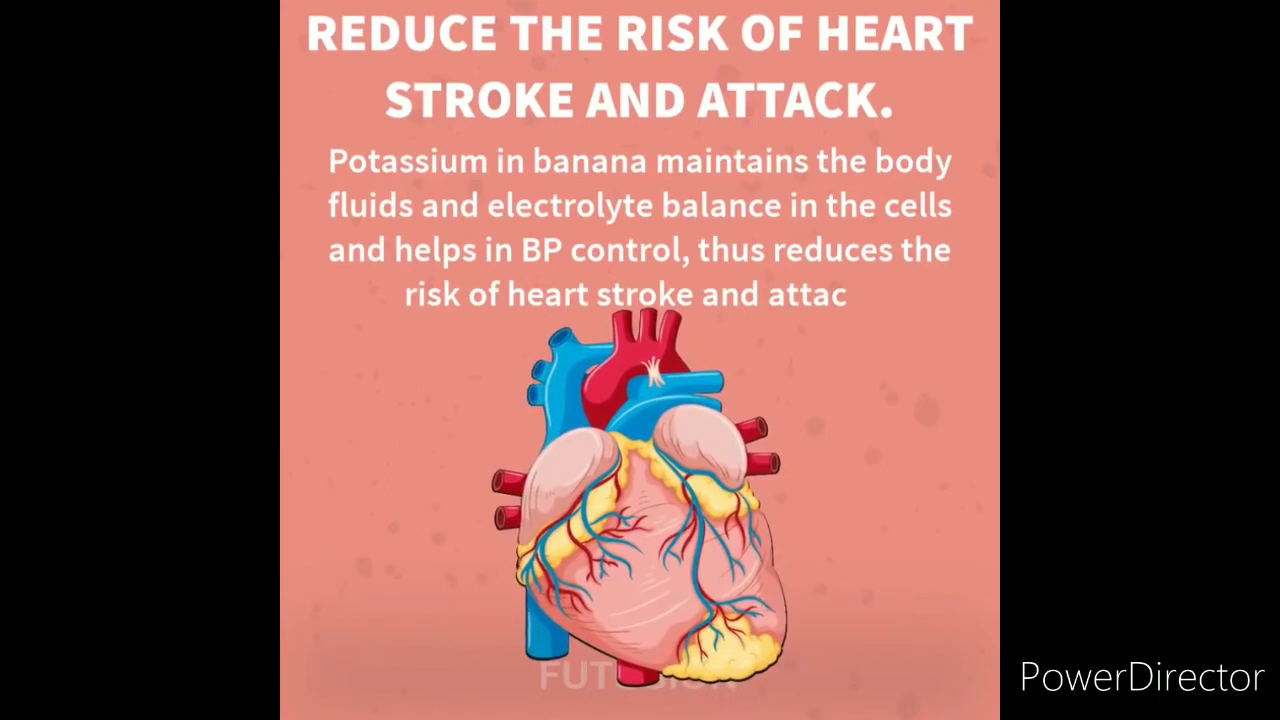 REDUCE THE RISK OF HEART
STROKE AND ATTACK.
Potassium in banana maintains the body
fluids and electrolyte balance in the cells
and helps in BP control, thus reduces the
risk of heart stroke and attac
PowerDirector